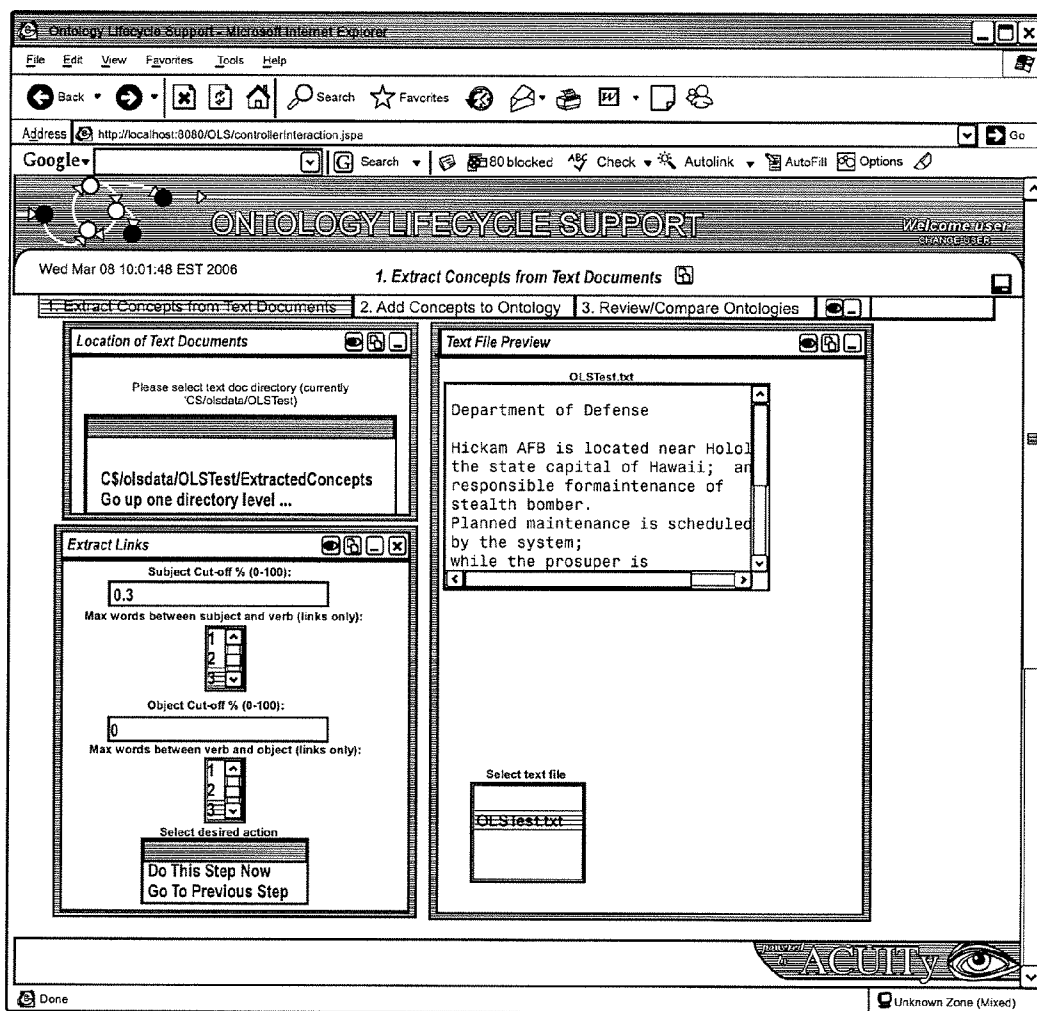 Ontology Lifecycle Support - Microsoft Internet Explorer
File Edit View Favorites Tools Help
Back Search Favorites
Address http://localhost:8080/OLS/controllerInteraction.jspa Go
Google G Search 80 blocked ABC Check Autolink AutoFill Options
ONTOLOGY LIFECYCLE SUPPORT
Welcome user
CHANGE USER
Wed Mar 08 10:01:48 EST 2006
1. Extract Concepts from Text Documents
1. Extract Concepts from Text Documents 2. Add Concepts to Ontology 3. Review/Compare Ontologies
Location of Text Documents
Please select text doc directory (currently
'CS/olsdata/OLSTest)
C$/olsdata/OLSTest/ExtractedConcepts
Go up one directory level ...
Extract Links
Subject Cut-off % (0-100):
0.3
Max words between subject and verb (links only):
1
2
3
Object Cut-off % (0-100):
0
Max words between verb and object (links only):
1
2
3
Select desired action
Do This Step Now
Go To Previous Step
Text File Preview
OLSTest.txt
Department of Defense
Hickam AFB is located near Holol
the state capital of Hawaii; an
responsible formaintenance of
stealth bomber.
Planned maintenance is scheduled
by the system;
while the prosuper is
Select text file
OLSTest.txt
powered by ACUITy
Done
Unknown Zone (Mixed)